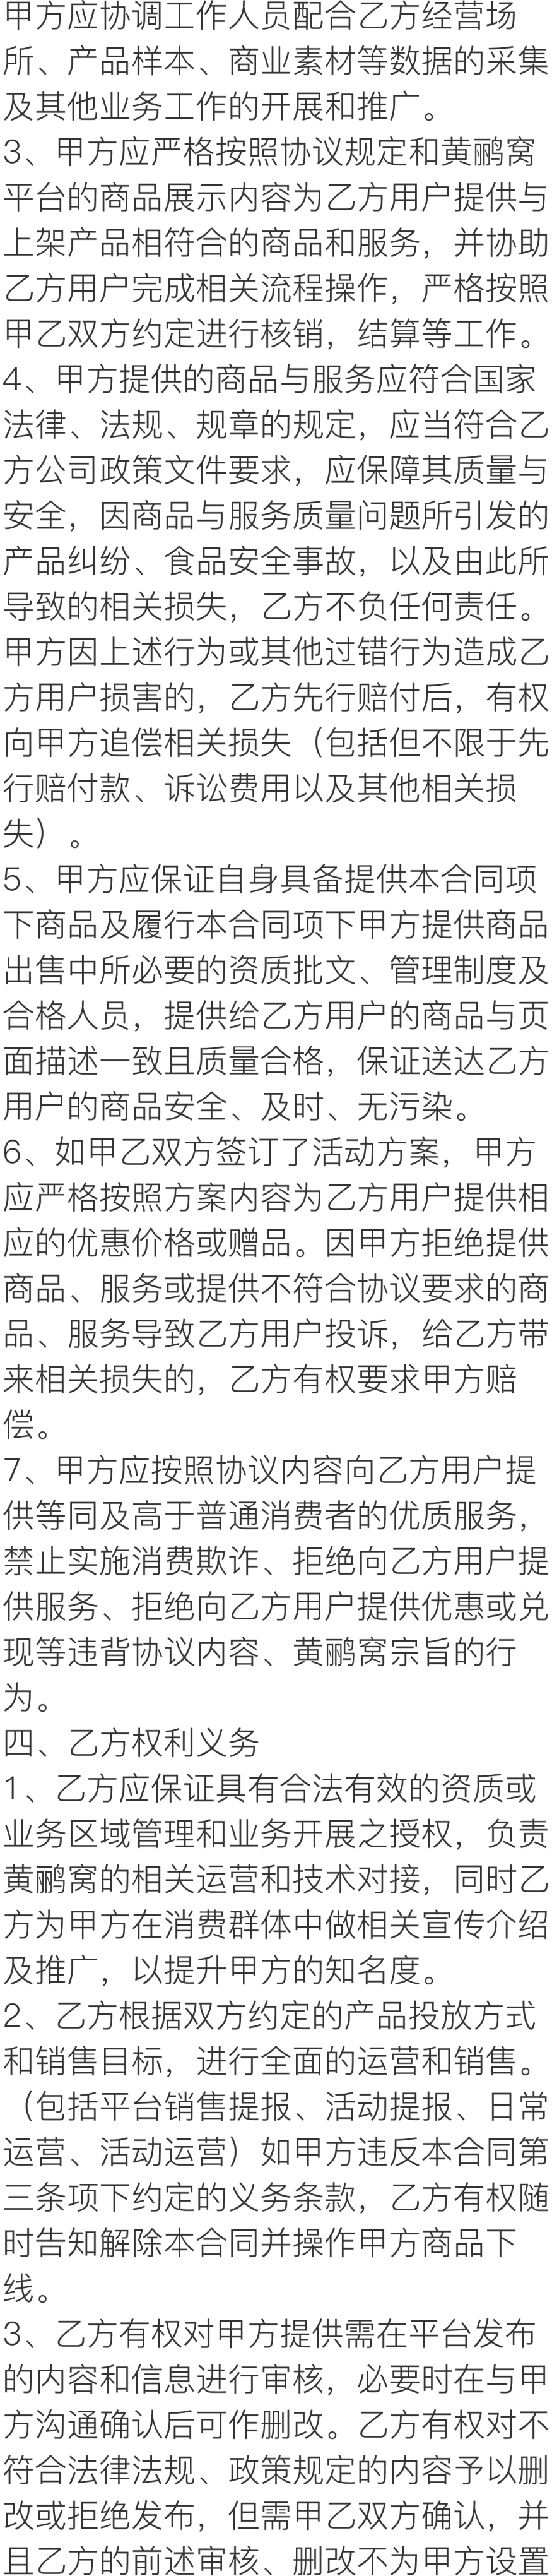 甲方应协调工作人员配合乙方经营场
所、产品样本、商业素材等数据的采集
及其他业务工作的开展和推广。
3、甲方应严格按照协议规定和黄鹂窝
平台的商品展示内容为乙方用户提供与
上架产品相符合的商品和服务，并协助
乙方用户完成相关流程操作，严格按照
甲乙双方约定进行核销，结算等工作。
4、甲方提供的商品与服务应符合国家
法律、法规、规章的规定，应当符合乙
方公司政策文件要求，应保障其质量与
安全，因商品与服务质量问题所引发的
产品纠纷、食品安全事故，以及由此所
导致的相关损失，乙方不负任何责任。
甲方因上述行为或其他过错行为造成乙
方用户损害的，乙方先行赔付后，有权
向甲方追偿相关损失（包括但不限于先
行赔付款、诉讼费用以及其他相关损
失）。
5、甲方应保证自身具备提供本合同项
下商品及履行本合同项下甲方提供商品
出售中所必要的资质批文、管理制度及
合格人员，提供给乙方用户的商品与页
面描述一致且质量合格，保证送达乙方
用户的商品安全、及时、无污染。
6、如甲乙双方签订了活动方案，甲方
应严格按照方案内容为乙方用户提供相
应的优惠价格或赠品。因甲方拒绝提供
商品、服务或提供不符合协议要求的商
品、服务导致乙方用户投诉，给乙方带
来相关损失的，乙方有权要求甲方赔
偿。
7、甲方应按照协议内容向乙方用户提
供等同及高于普通消费者的优质服务，
禁止实施消费欺诈、拒绝向乙方用户提
供服务、拒绝向乙方用户提供优惠或兑
现等违背协议内容、黄鹂窝宗旨的行
为。
四、乙方权利义务
1、乙方应保证具有合法有效的资质或
业务区域管理和业务开展之授权，负责
黄鹂窝的相关运营和技术对接，同时乙
方为甲方在消费群体中做相关宣传介绍
及推广，以提升甲方的知名度。
2、乙方根据双方约定的产品投放方式
和销售目标，进行全面的运营和销售。
（包括平台销售提报、活动提报、日常
运营、活动运营）如甲方违反本合同第
三条项下约定的义务条款，乙方有权随
时告知解除本合同并操作甲方商品下
线。
3、乙方有权对甲方提供需在平台发布
的内容和信息进行审核，必要时在与甲
方沟通确认后可作删改。乙方有权对不
符合法律法规、政策规定的内容予以删
改或拒绝发布，但需甲乙双方确认，并
且乙方的前述审核、删改不为甲方设置